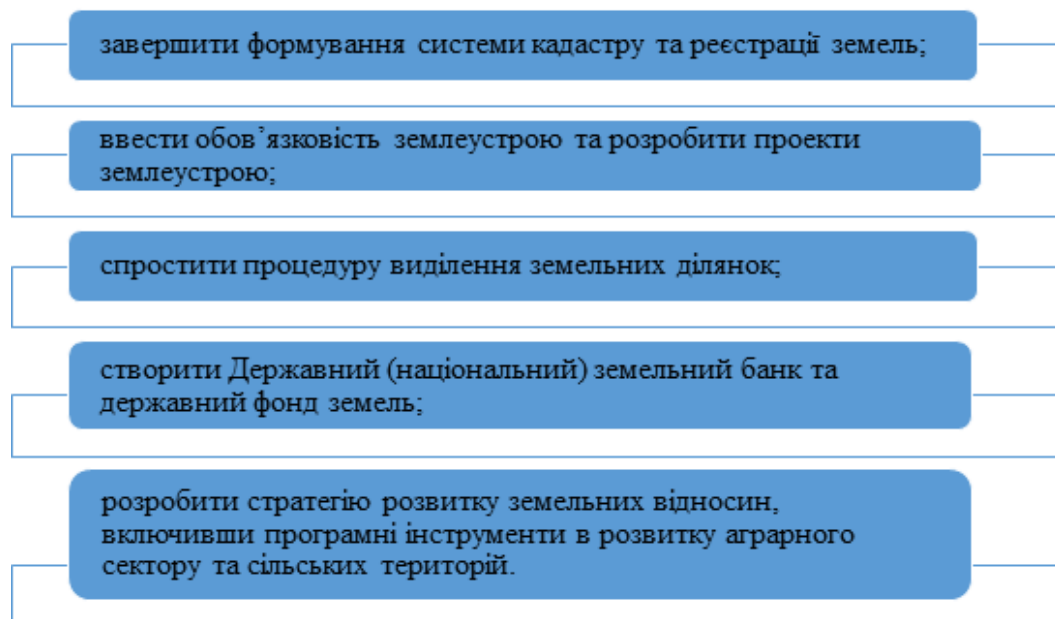 завершити формування системи кадастру та реєстрації земель;
ввести обов’язковість землеустрою та розробити проекти
землеустрою;
спростити процедуру виділення земельних ділянок;
створити Державний (національний) земельний банк та
державний фонд земель;
розробити стратегію розвитку земельних відносин,
включивши програмні інструменти в розвитку аграрного
сектору та сільських територій.